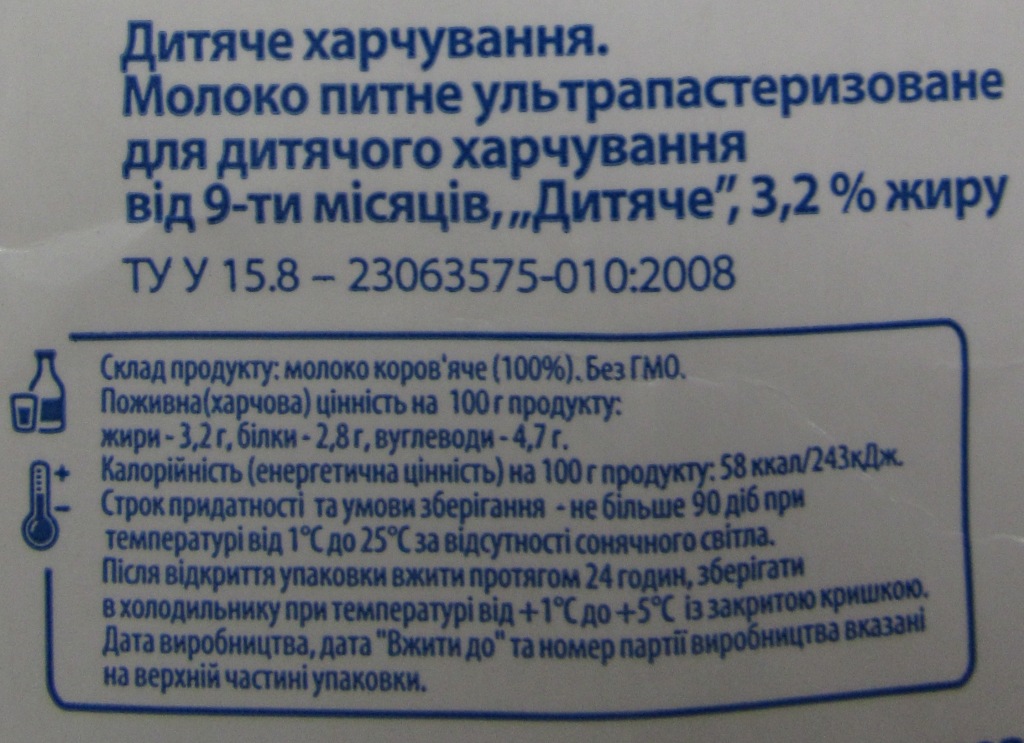 Дитяче харчування.
Молоко питне ультрапастеризоване
для дитячого харчування
від 9-ти місяців, „Дитяче”, 3,2 % жиру
ТУ У 15.8 – 23063575-010:2008
Склад продукту: молоко коров'яче (100%). Без ГМО.
Поживна(харчова) цінність на 100 г продукту:
жири - 3,2 г, білки - 2,8 г, вуглеводи - 4,7 г.
Калорійність (енергетична цінність) на 100 г продукту: 58 ккал/243кДж.
Строк придатності та умови зберігання - не більше 90 діб при
температурі від 1°С до 25°С за відсутності сонячного світла.
Після відкриття упаковки вжити протягом 24 годин, зберігати
в холодильнику при температурі від +1°С до +5°С із закритою кришкою.
Дата виробництва, дата "Вжити до" та номер партії виробництва вказані
на верхній частині упаковки.